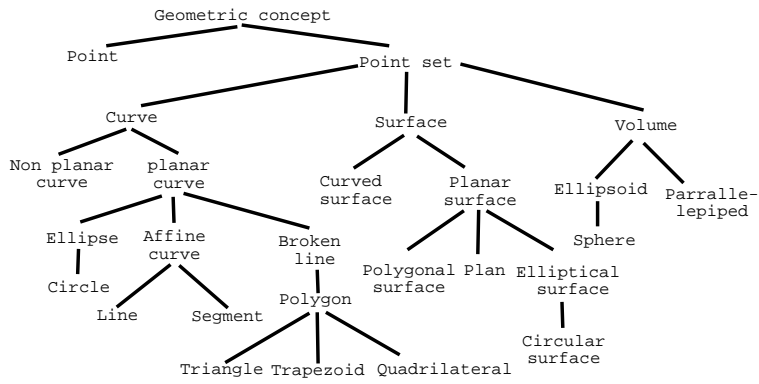 Geometric concept
Point
Point set
Curve
Surface
Volume
Non planar
curve
planar
curve
Curved
surface
Planar
surface
Ellipsoid
Parralle-
lepiped
Ellipse
Affine
curve
Broken
line
Sphere
Polygonal
surface
Plan
Elliptical
surface
Circle
Line
Segment
Polygon
Circular
surface
Triangle
Trapezoid
Quadrilateral